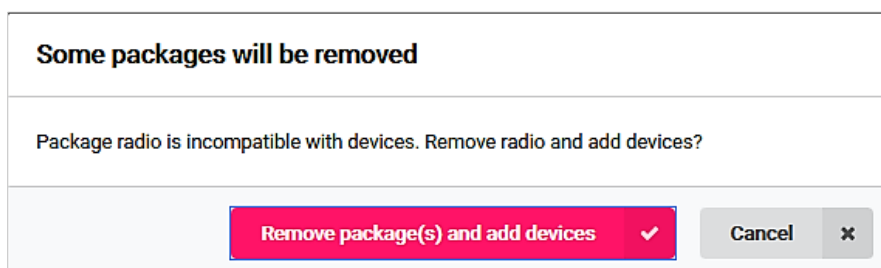 Some packages will be removed
Package radio is incompatible with devices. Remove radio and add devices?
Remove package(s) and add devices
Cancel